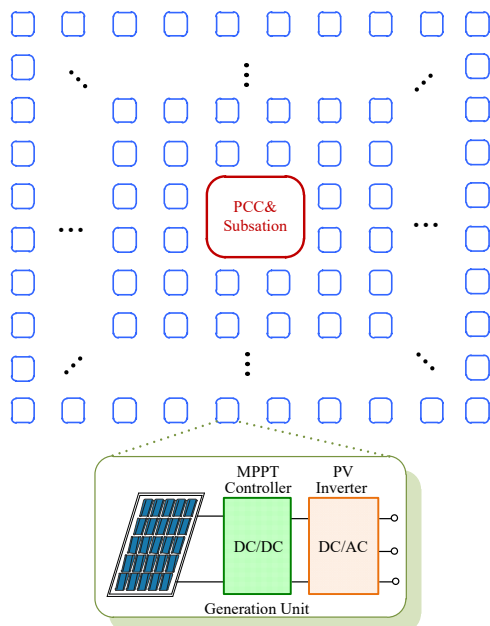 PCC&
Subsation
MPPT
Controller
PV
Inverter
DC/DC
DC/AC
Generation Unit